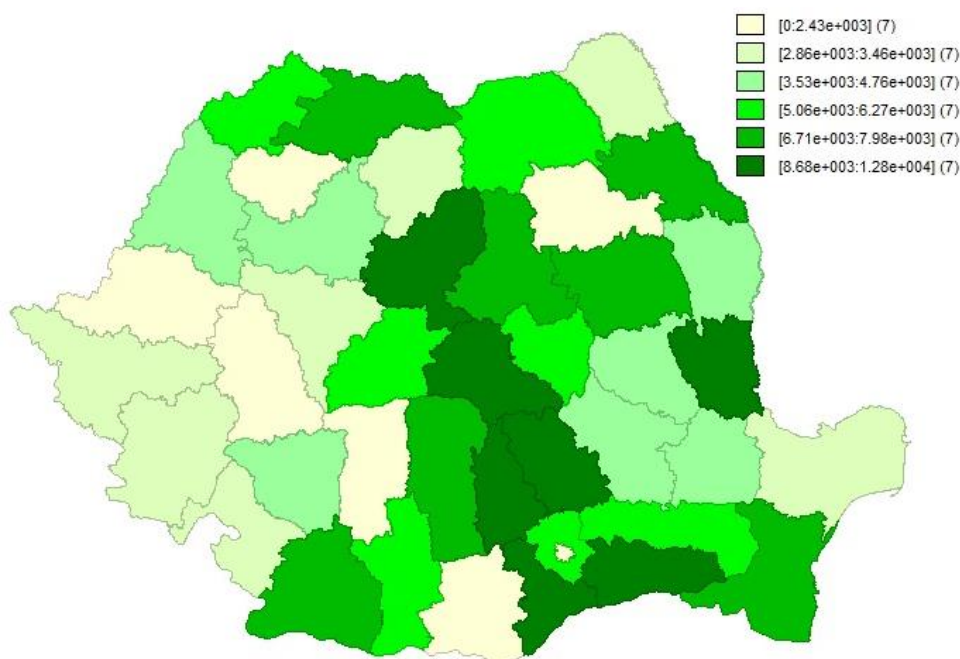 [0:2.43e+003] (7)
[2.86e+003:3.46e+003] (7)
[3.53e+003:4.76e+003] (7)
[5.06e+003:6.27e+003] (7)
[6.71e+003:7.98e+003] (7)
[8.68e+003:1.28e+004] (7)